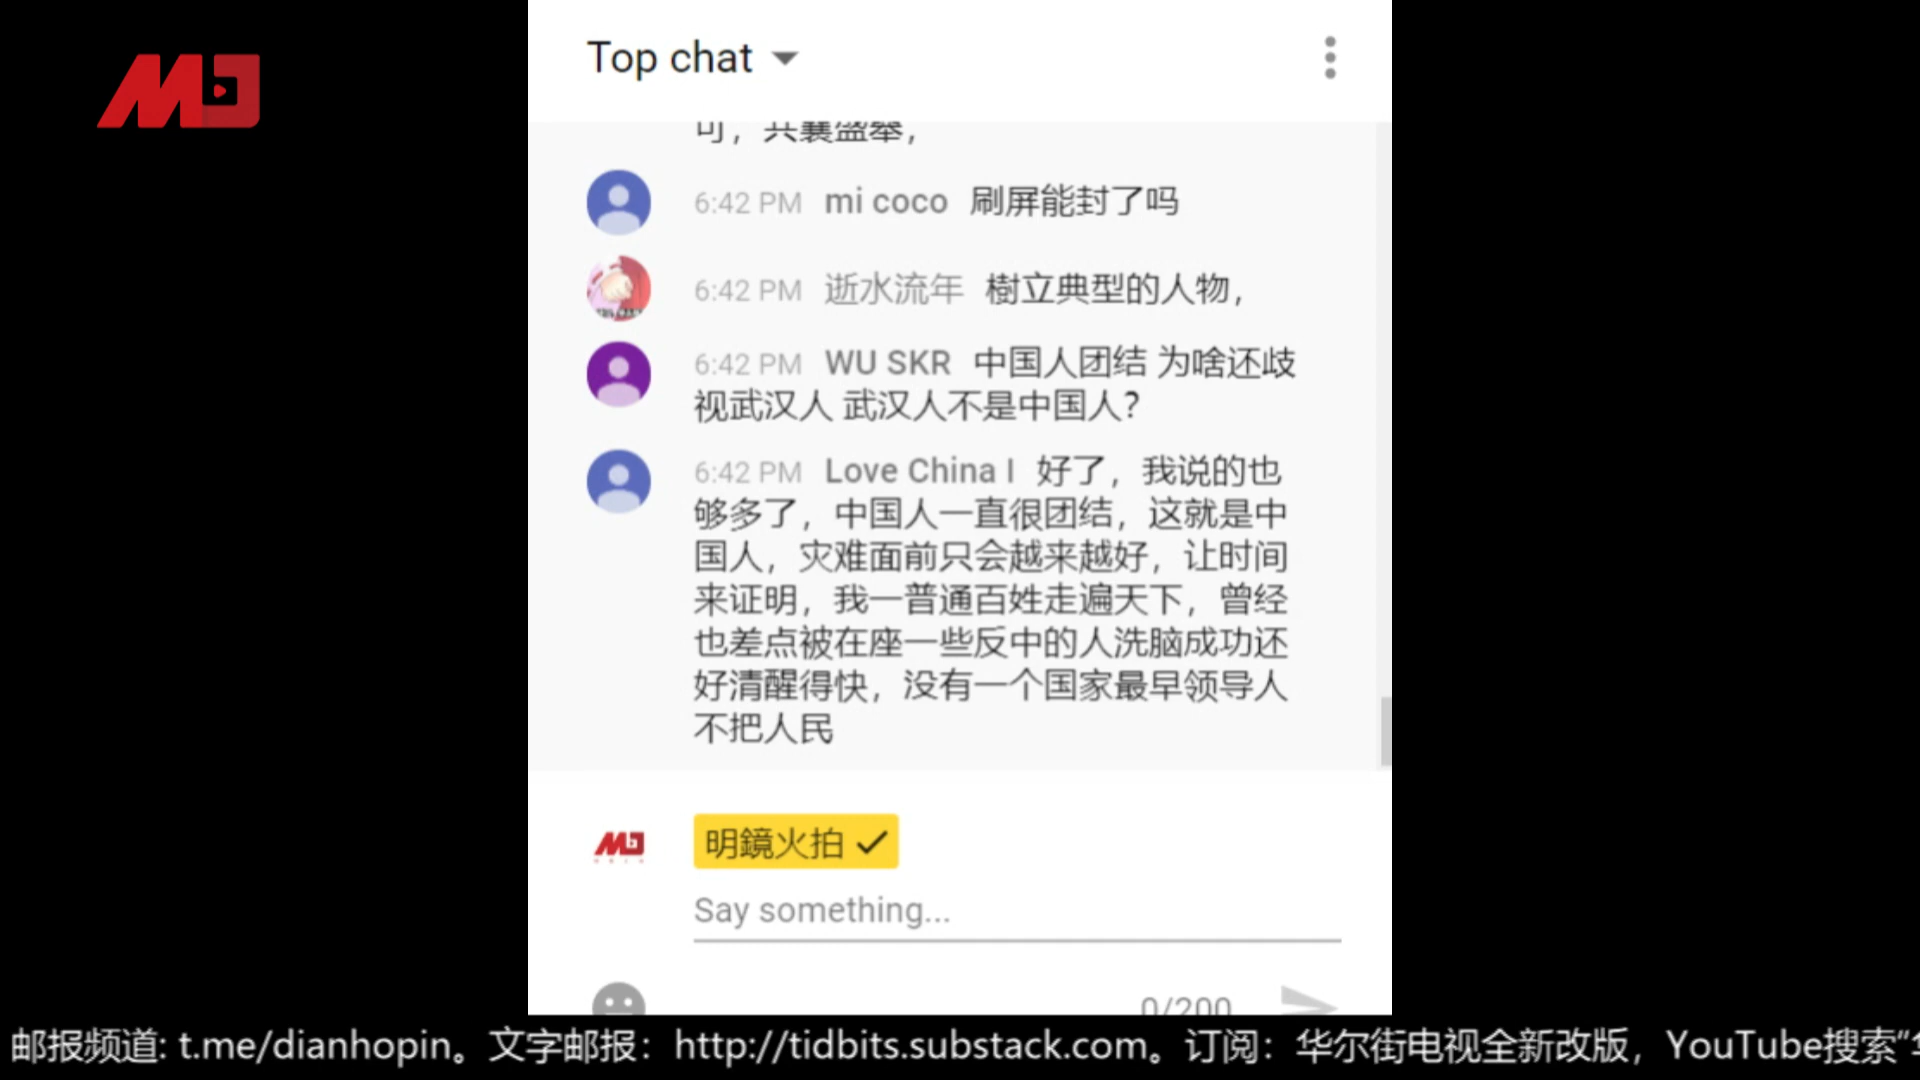 MJ
Top chat
可，共襄盛舉，
6:42 PM mi coco 刷屏能封了吗
6:42 PM 逝水流年 樹立典型的人物，
6:42 PM WU SKR 中国人团结 为啥还歧
视武汉人 武汉人不是中国人？
6:42 PM Love China I 好了，我说的也
够多了，中国人一直很团结，这就是中
国人，灾难面前只会越来越好，让时间
来证明，我一普通百姓走遍天下，曾经
也差点被在座一些反中的人洗脑成功还
好清醒得快，没有一个国家最早领导人
不把人民
MJ
明鏡火拍
Say something...
0/200
邮报频道: t.me/dianhopin。文字邮报：http://tidbits.substack.com。订阅：华尔街电视全新改版，YouTube搜索“